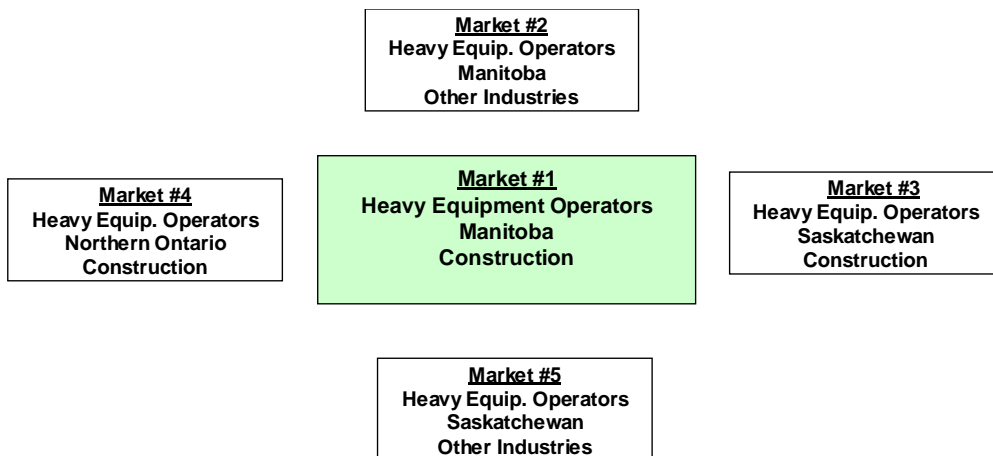 Market #2
Heavy Equip. Operators
Manitoba
Other Industries
Market #4
Heavy Equip. Operators
Northern Ontario
Construction
Market #1
Heavy Equipment Operators
Manitoba
Construction
Market #3
Heavy Equip. Operators
Saskatchewan
Construction
Market #5
Heavy Equip. Operators
Saskatchewan
Other Industries